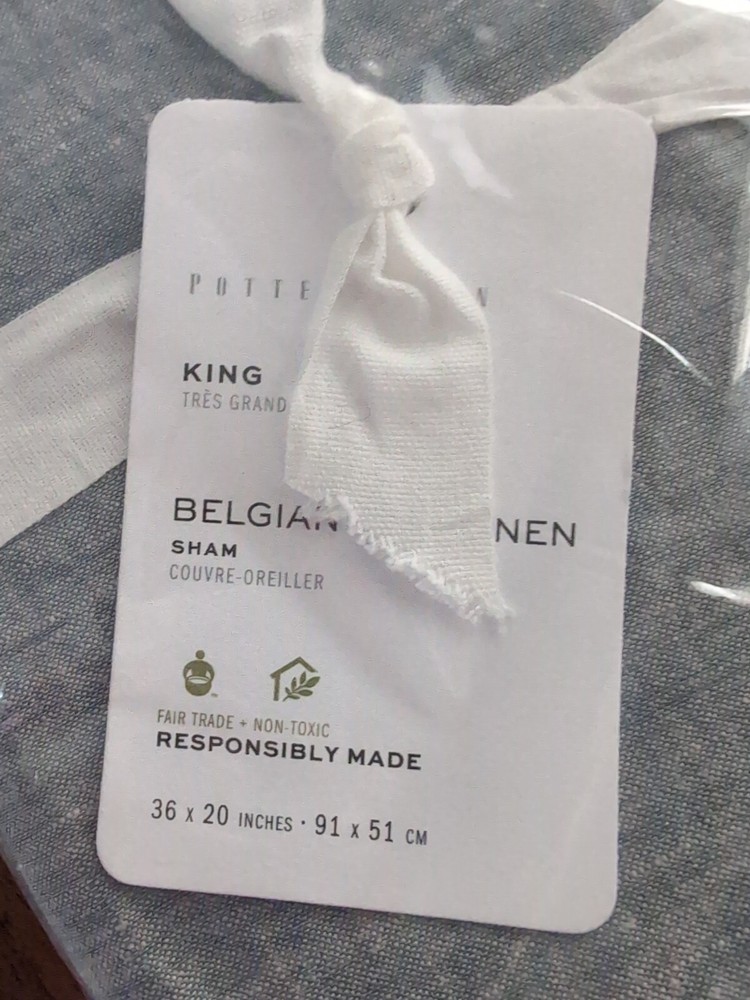 POTTE N
KING
TRÈS GRAND
BELGIAN NEN
SHAM
COUVRE-OREILLER
FAIR TRADE + NON-TOXIC
RESPONSIBLY MADE
36 x 20 INCHES · 91 x 51 CM